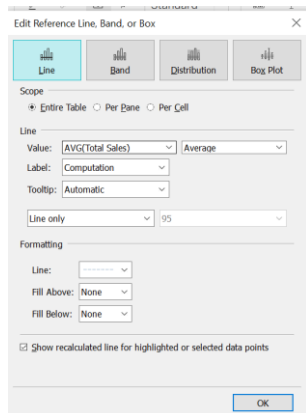 Standard
Edit Reference Line, Band, or Box
Line Band Distribution Box Plot
Scope
Entire Table Per Pane Per Cell
Line
Value: AVG(Total Sales) Average
Label: Computation
Tooltip: Automatic
Line only 95
Formatting
Line:
Fill Above: None
Fill Below: None
Show recalculated line for highlighted or selected data points
OK